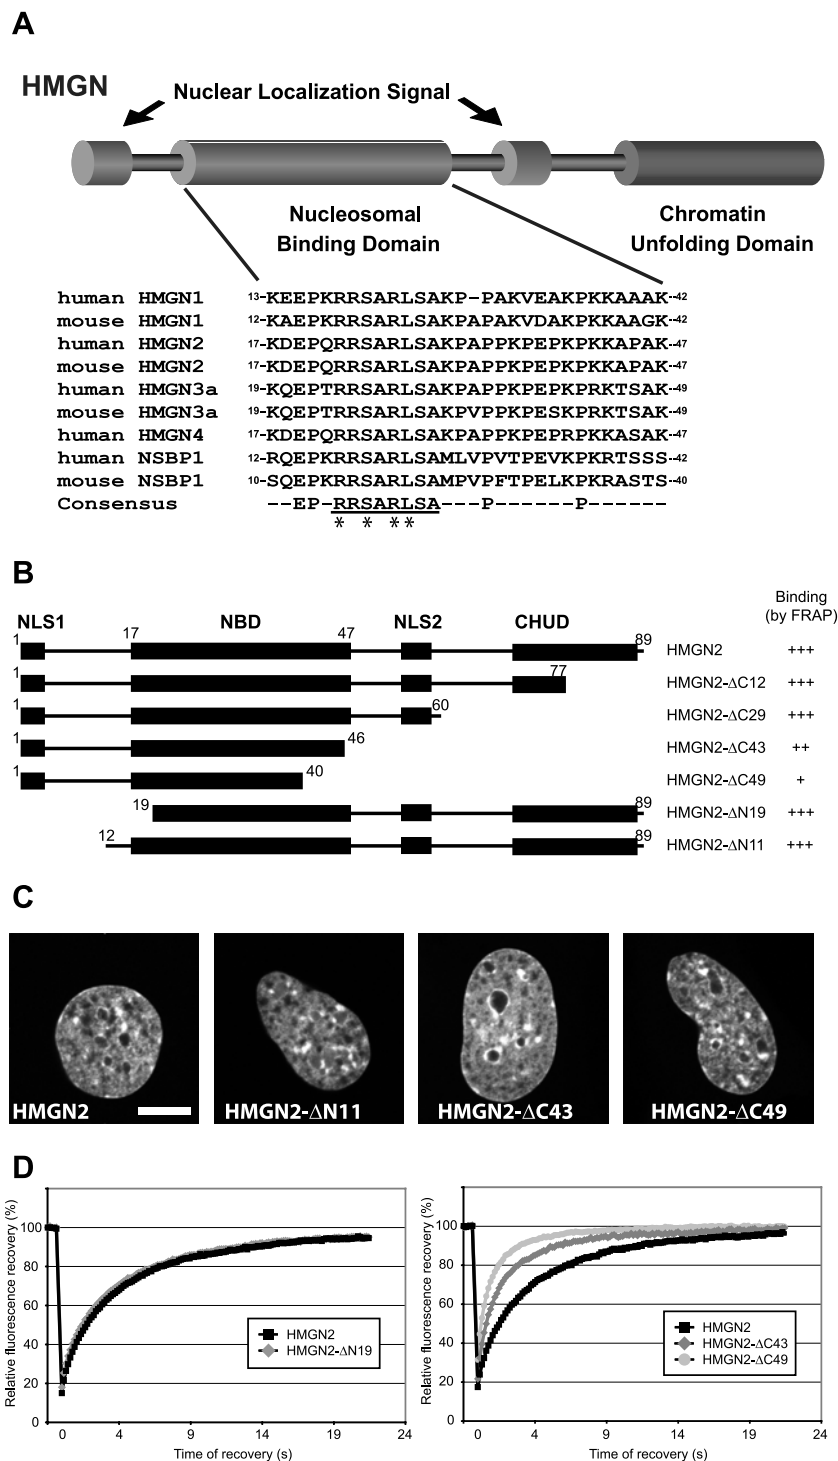 A
HMGN
Nuclear Localization Signal
Nucleosomal
Binding Domain
Chromatin
Unfolding Domain
human HMGN1 13-KEEPKRRSARLSAKP-PAKVEAKPKKAAAK--42
mouse HMGN1 12-KAEPKRRSARLSAKPAPAKVDAKPKKAAGK--42
human HMGN2 17-KDEPQRRSARLSAKPAPPKPEPKPKKAPAK--47
mouse HMGN2 17-KDEPQRRSARLSAKPAPPKPEPKPKKAPAK--47
human HMGN3a 19-KQEPTRRSARLSAKPAPPKPEPKPRKTSAK--49
mouse HMGN3a 19-KQEPTRRSARLSAKPVPPKPESKPRKTSAK--49
human HMGN4 17-KDEPQRRSARLSAKPAPPKPEPRPKKASAK--47
human NSBP1 12-RQEPKRRSARLSAMLVPVTPEVKPKRTSSS--42
mouse NSBP1 10-SQEPKRRSARLSAMPVPFTPELKPKRASTS--40
Consensus --EP-RRSARLSA---P-----P------
* * * *
B
Binding
(by FRAP)
NLS1 NBD NLS2 CHUD
1 17 47 89 HMGN2 +++
1 77 HMGN2-ΔC12 +++
1 60 HMGN2-ΔC29 +++
1 46 HMGN2-ΔC43 ++
1 40 HMGN2-ΔC49 +
19 89 HMGN2-ΔN19 +++
12 89 HMGN2-ΔN11 +++
C
HMGN2 HMGN2-ΔN11 HMGN2-ΔC43 HMGN2-ΔC49
D
Relative fluorescence recovery (%)
100
80
60
40
20
0
HMGN2
HMGN2-ΔN19
0 4 9 14 19 24
Time of recovery (s)
Relative fluorescence recovery (%)
100
80
60
40
20
0
HMGN2
HMGN2-ΔC43
HMGN2-ΔC49
0 4 9 14 19 24
Time of recovery (s)